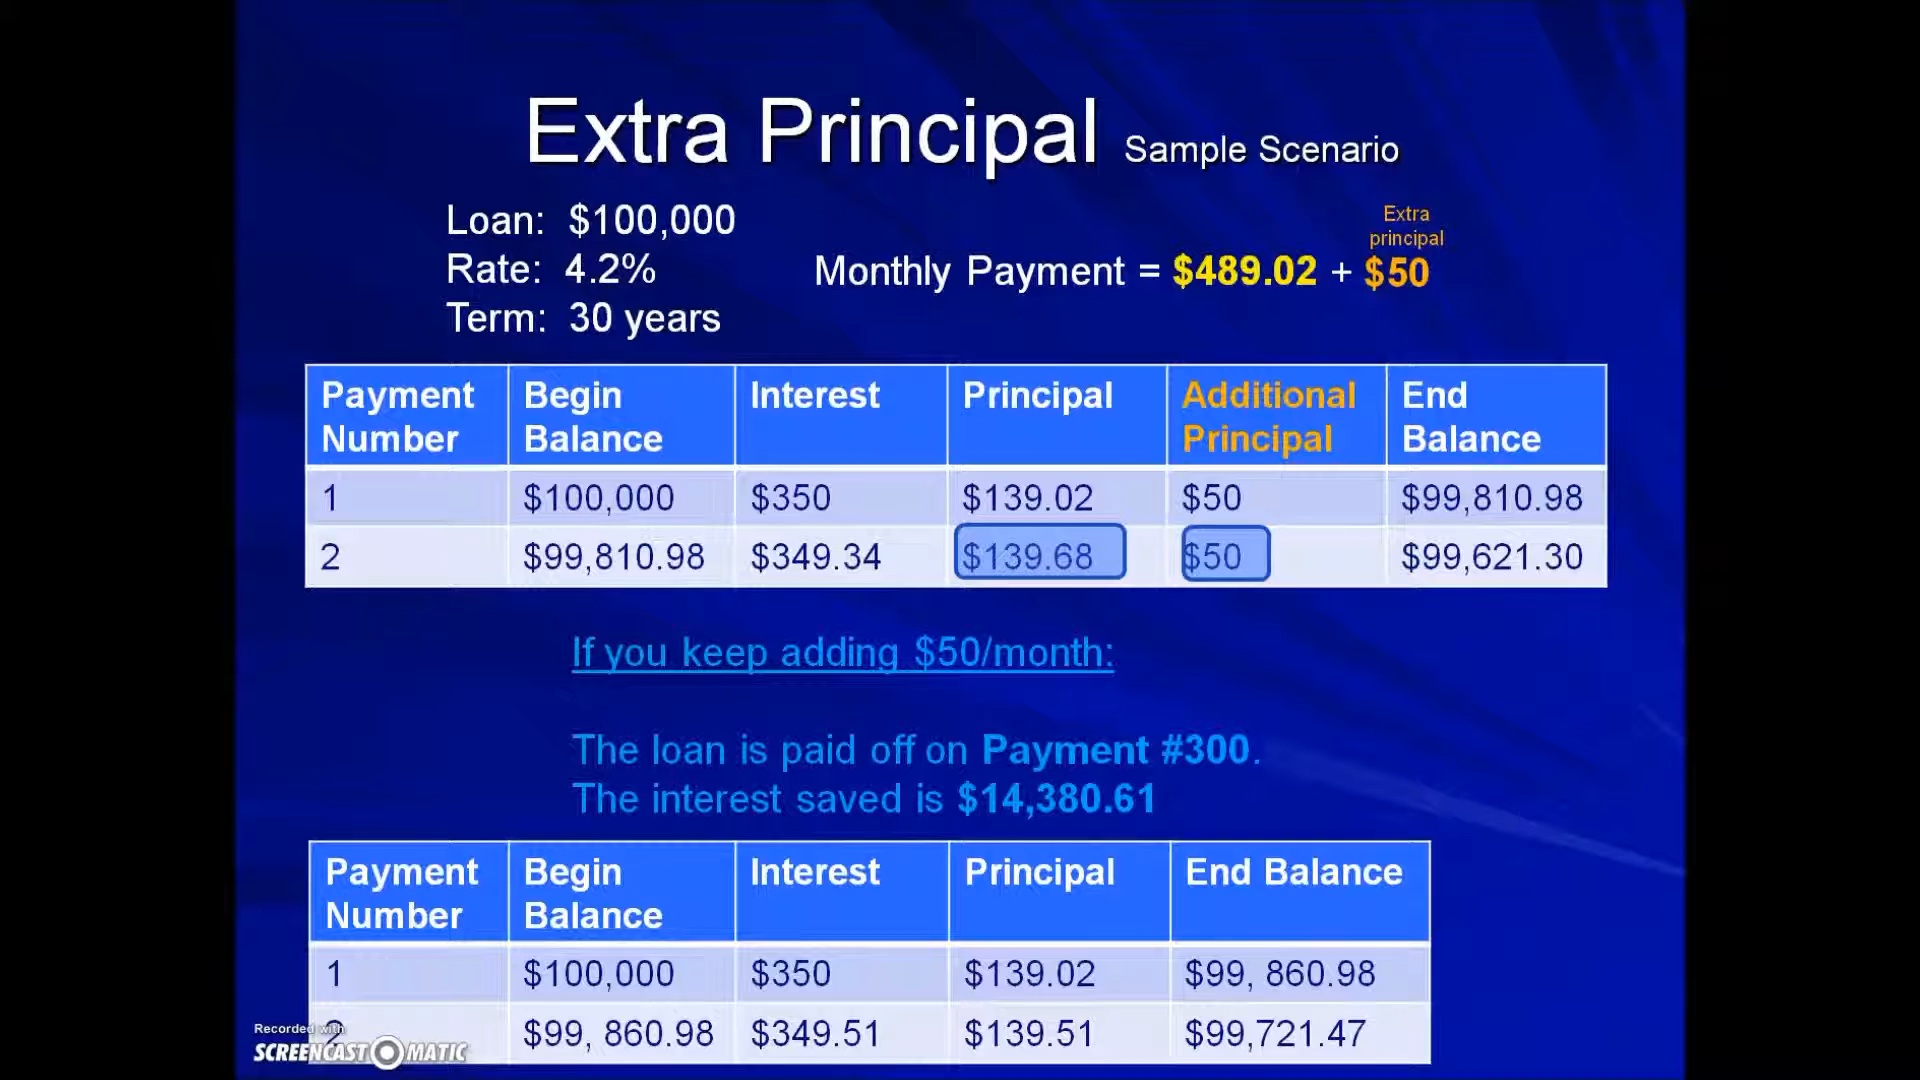 Extra Principal Sample Scenario
Loan: $100,000
Rate: 4.2%
Term: 30 years
Extra
principal
Monthly Payment = $489.02 + $50
Payment Number Begin Balance Interest Principal Additional Principal End Balance
1 $100,000 $350 $139.02 $50 $99,810.98
2 $99,810.98 $349.34 $139.68 $50 $99,621.30
If you keep adding $50/month:
The loan is paid off on Payment #300.
The interest saved is $14,380.61
Payment Number Begin Balance Interest Principal End Balance
1 $100,000 $350 $139.02 $99, 860.98
2 $99, 860.98 $349.51 $139.51 $99,721.47
Recorded with
SCREENCAST-O-MATIC